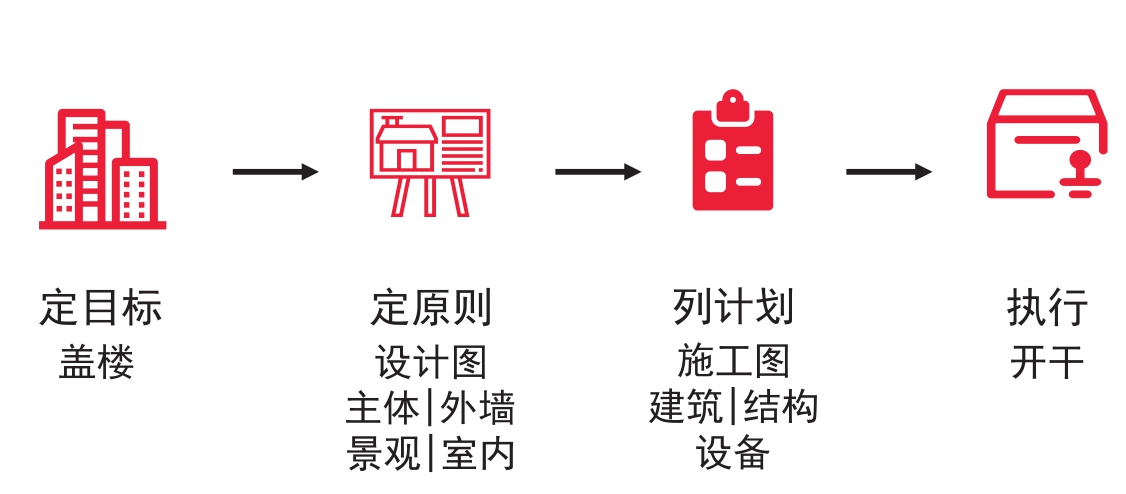 定目标
盖楼
定原则
设计图
主体|外墙
景观|室内
列计划
施工图
建筑|结构
设备
执行
开干